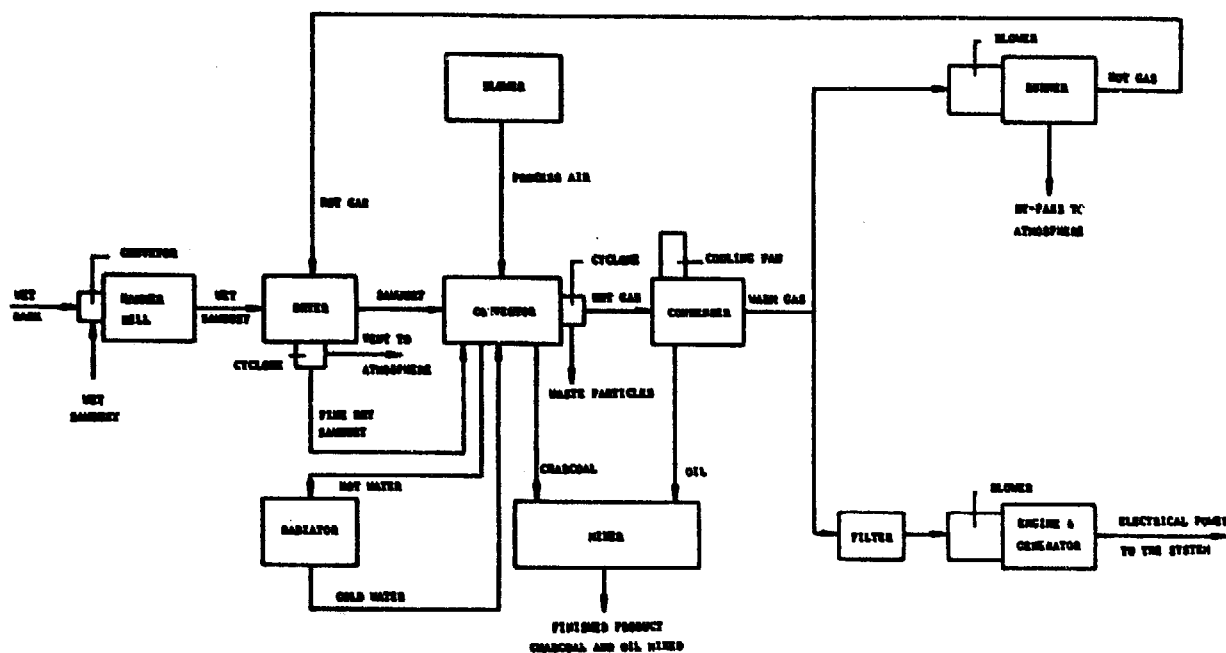 BLOWER
BURNER
HOT GAS
BLOWER
PROCESS AIR
HOT GAS
BY-PASS TO
ATMOSPHERE
CONVEYOR
CYCLONE
COOLING FAN
WET
BARK
HAMMER
MILL
WET
SAWDUST
DRYER
SAWDUST
CONVERTOR
HOT GAS
CONDENSER
WARM GAS
CYCLONE
VENT TO
ATMOSPHERE
WASTE PARTICLES
WET
SAWDUST
FINE DRY
SAWDUST
CHARCOAL
OIL
HOT WATER
RADIATOR
MIXER
FILTER
BLOWER
ENGINE &
GENERATOR
ELECTRICAL POWER
TO THE SYSTEM
COLD WATER
FINISHED PRODUCT
CHARCOAL AND OIL MIXED